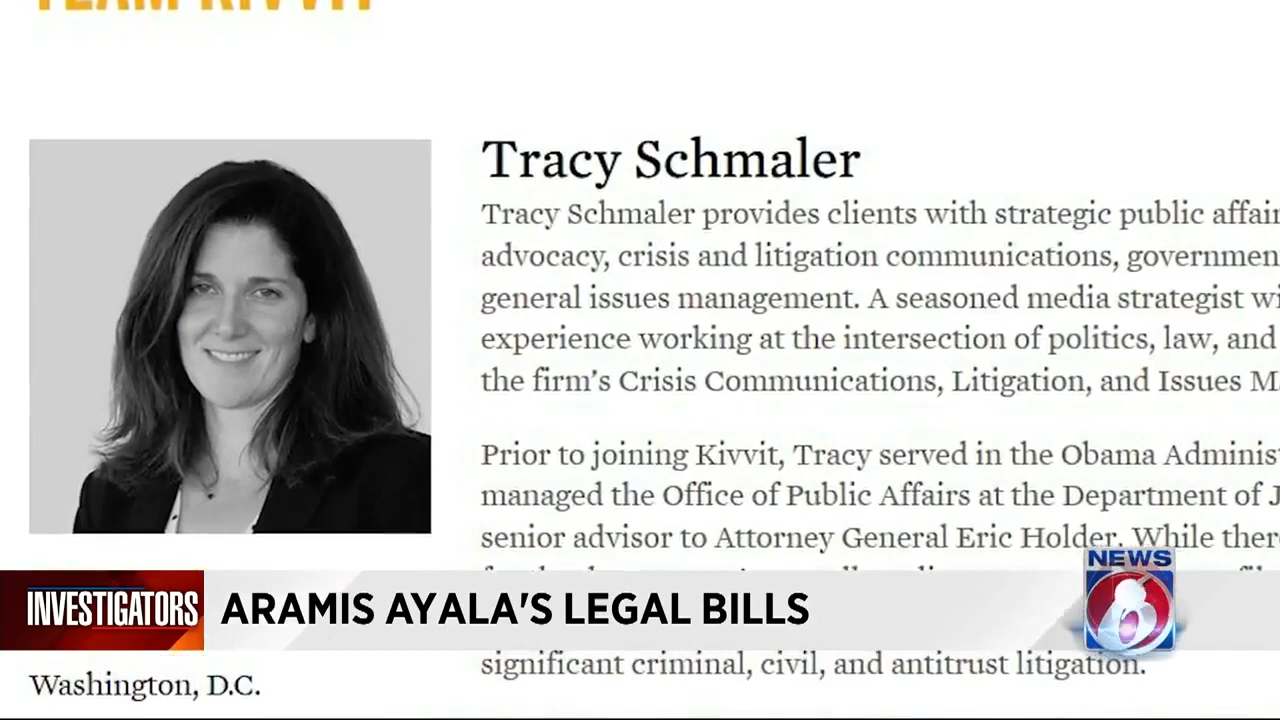 TEAM KIVVIT
Tracy Schmaler
Tracy Schmaler provides clients with strategic public affair
advocacy, crisis and litigation communications, governmen
general issues management. A seasoned media strategist wi
experience working at the intersection of politics, law, and
the firm's Crisis Communications, Litigation, and Issues M
Prior to joining Kivvit, Tracy served in the Obama Adminis
managed the Office of Public Affairs at the Department of J
senior advisor to Attorney General Eric Holder. While there
INVESTIGATORS
ARAMIS AYALA'S LEGAL BILLS
NEWS
6
significant criminal, civil, and antitrust litigation.
Washington, D.C.